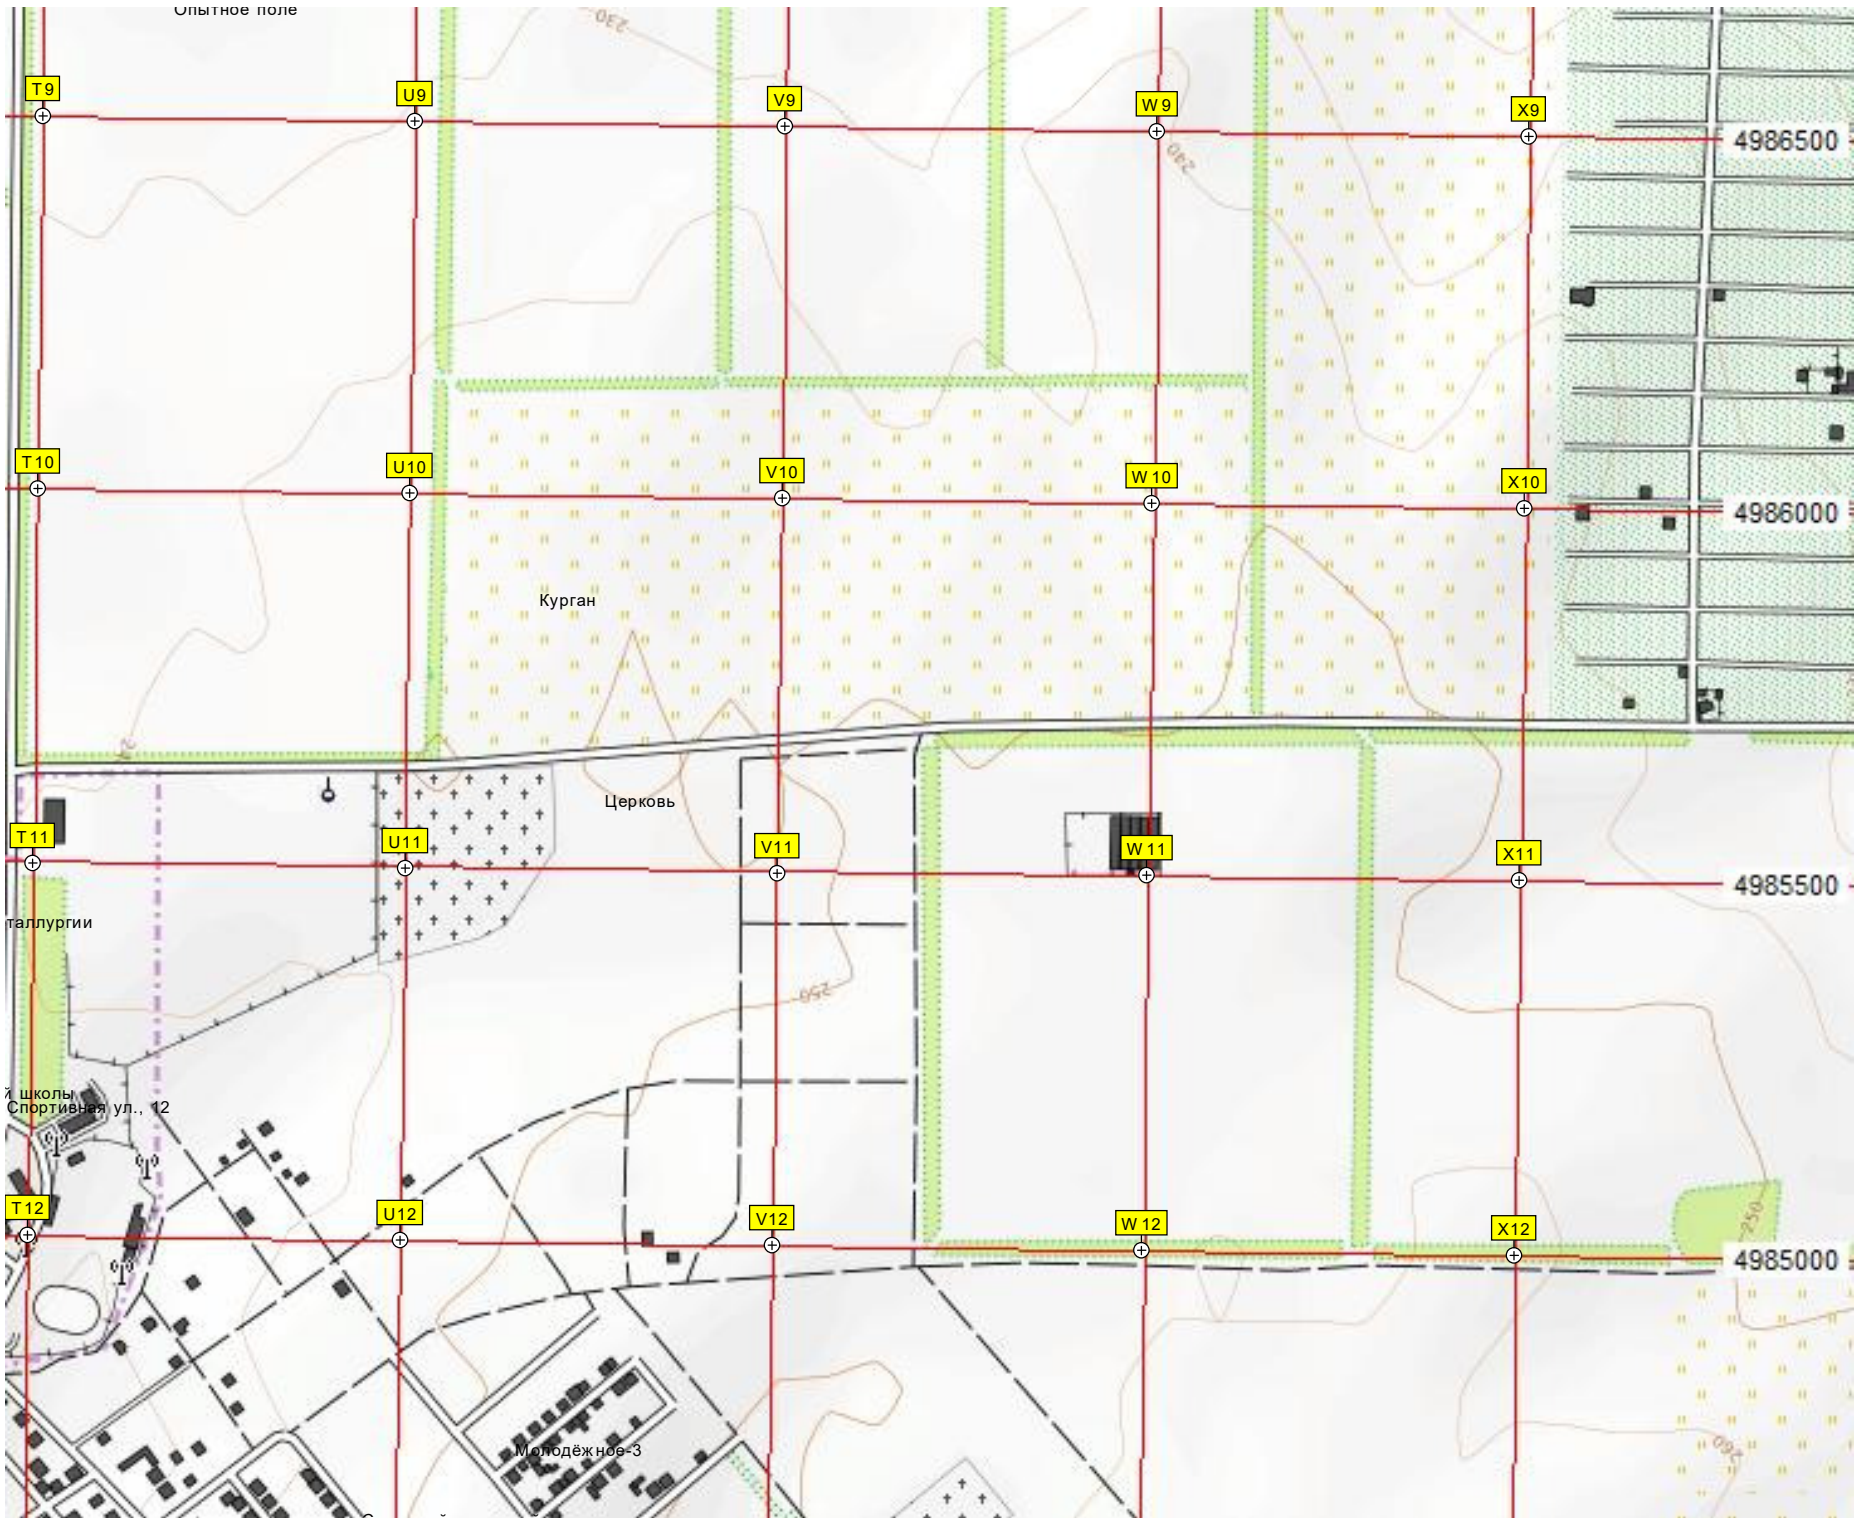 Опытное поле
230
T9
U9
V9
W9
X9
4986500
240
T10
U10
V10
W10
X10
4986000
Курган
Церковь
T11
U11
V11
W11
X11
4985500
таллургии
250
й школы
Спортивная ул., 12
T12
U12
V12
W12
X12
250
4985000
Молодёжное-3
260